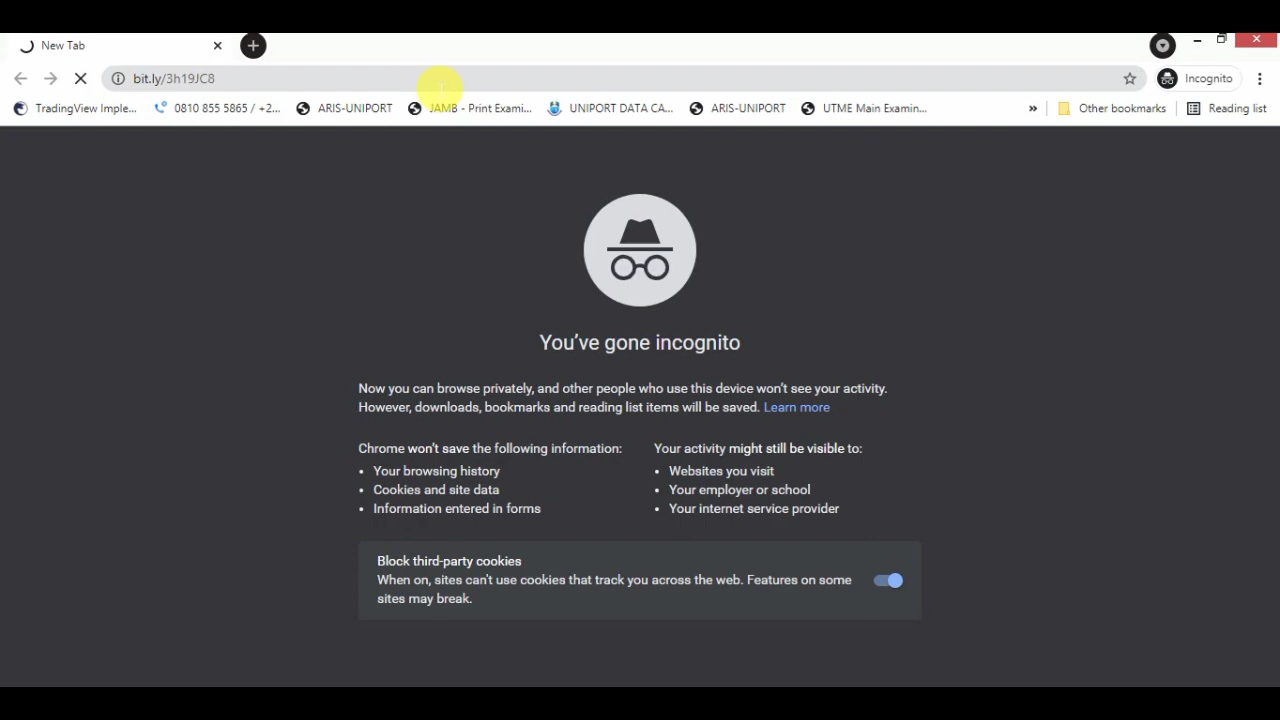 New Tab
bit.ly/3h19JC8
Incognito
TradingView Imple...
0810 855 5865 / +2...
ARIS-UNIPORT
JAMB - Print Exami...
UNIPORT DATA CA...
ARIS-UNIPORT
UTME Main Examin...
»
Other bookmarks
Reading list
You've gone incognito
Now you can browse privately, and other people who use this device won't see your activity.
However, downloads, bookmarks and reading list items will be saved. Learn more
Chrome won't save the following information:
• Your browsing history
• Cookies and site data
• Information entered in forms
Your activity might still be visible to:
• Websites you visit
• Your employer or school
• Your internet service provider
Block third-party cookies
When on, sites can't use cookies that track you across the web. Features on some
sites may break.